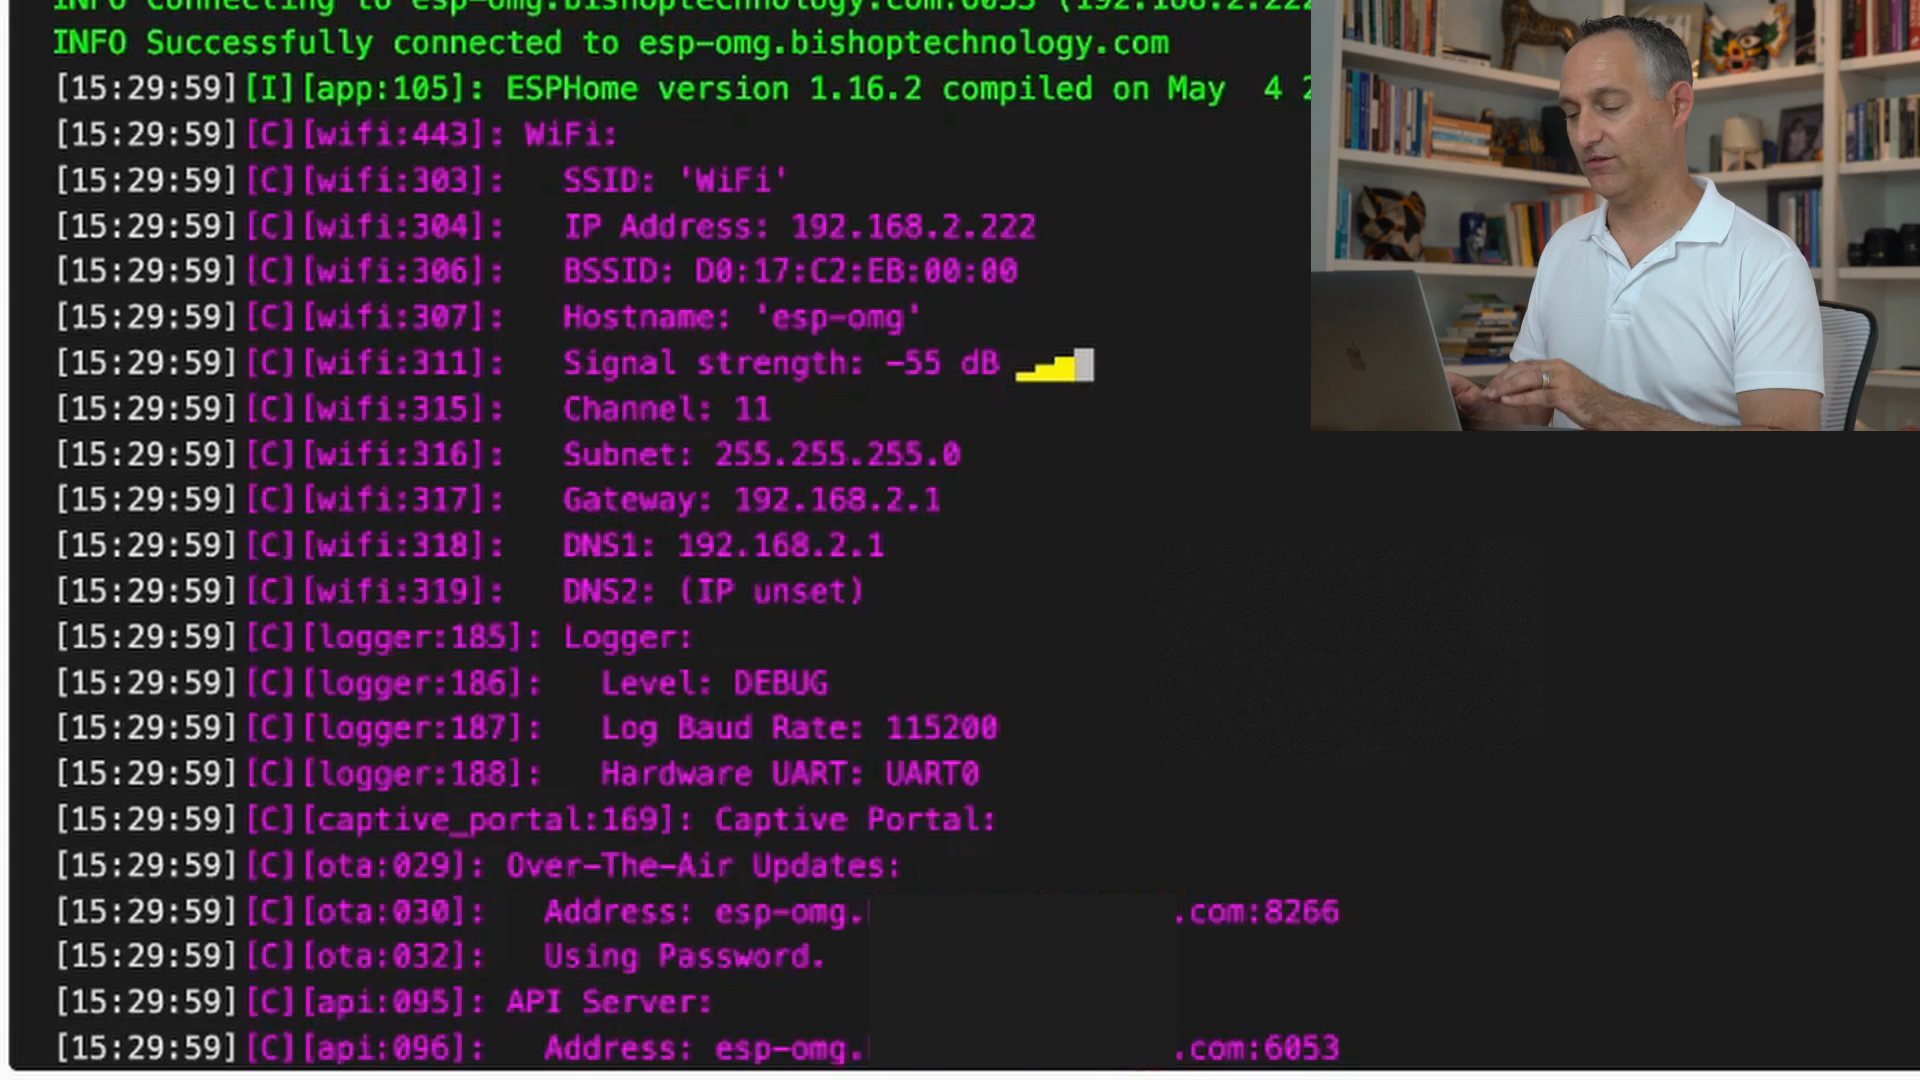 INFO Connecting to esp-omg.bishoptechnology.com:6053 (192.168.2.222
INFO Successfully connected to esp-omg.bishoptechnology.com
[15:29:59][I][app:105]: ESPHome version 1.16.2 compiled on May  4 2
[15:29:59][C][wifi:443]: WiFi:
[15:29:59][C][wifi:303]:   SSID: 'WiFi'
[15:29:59][C][wifi:304]:   IP Address: 192.168.2.222
[15:29:59][C][wifi:306]:   BSSID: D0:17:C2:EB:00:00
[15:29:59][C][wifi:307]:   Hostname: 'esp-omg'
[15:29:59][C][wifi:311]:   Signal strength: -55 dB
[15:29:59][C][wifi:315]:   Channel: 11
[15:29:59][C][wifi:316]:   Subnet: 255.255.255.0
[15:29:59][C][wifi:317]:   Gateway: 192.168.2.1
[15:29:59][C][wifi:318]:   DNS1: 192.168.2.1
[15:29:59][C][wifi:319]:   DNS2: (IP unset)
[15:29:59][C][logger:185]: Logger:
[15:29:59][C][logger:186]:   Level: DEBUG
[15:29:59][C][logger:187]:   Log Baud Rate: 115200
[15:29:59][C][logger:188]:   Hardware UART: UART0
[15:29:59][C][captive_portal:169]: Captive Portal:
[15:29:59][C][ota:029]: Over-The-Air Updates:
[15:29:59][C][ota:030]:   Address: esp-omg. .com:8266
[15:29:59][C][ota:032]:   Using Password.
[15:29:59][C][api:095]: API Server:
[15:29:59][C][api:096]:   Address: esp-omg. .com:6053